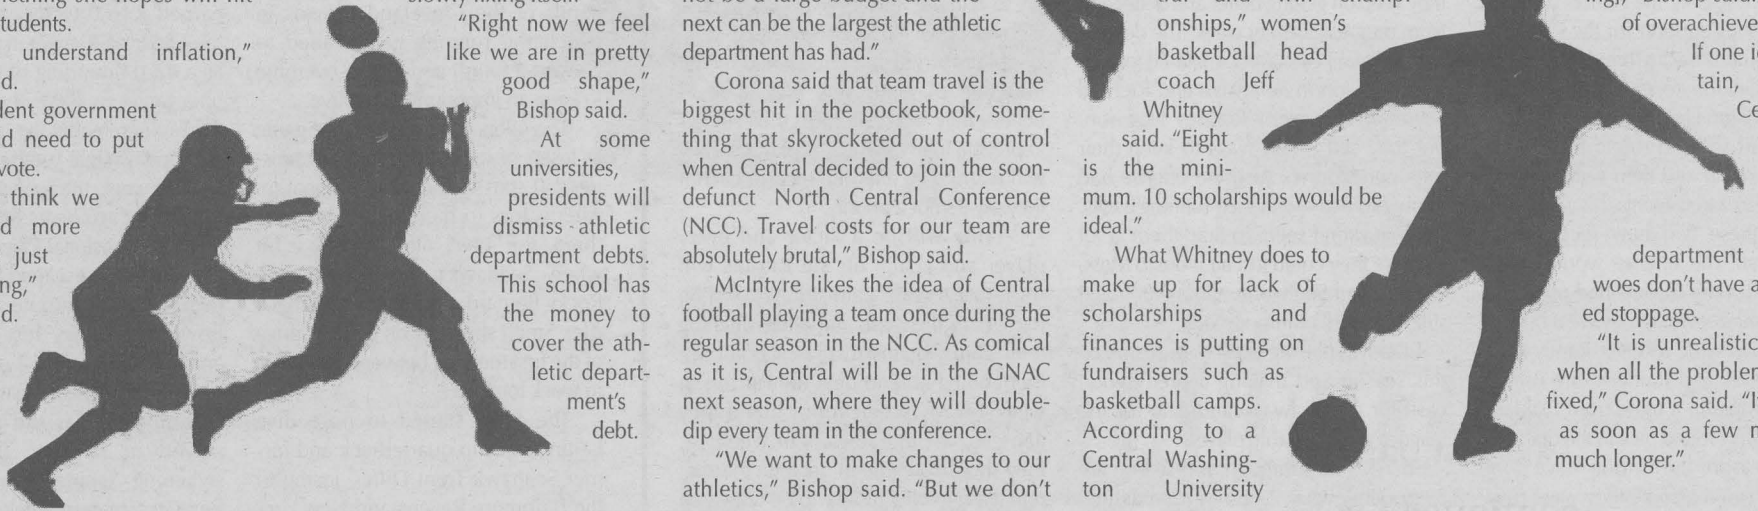 tudents.
understand inflation,”
d.
dent government
d need to put
vote.
think we
d more
just
ng,”
d.
slowly fixing itself.
“Right now we feel
like we are in pretty
good shape,”
Bishop said.
At some
universities,
presidents will
dismiss athletic
department debts.
This school has
the money to
cover the ath-
letic depart-
ment’s
debt.
not be a large budget and the
next can be the largest the athletic
department has had.”
Corona said that team travel is the
biggest hit in the pocketbook, some-
thing that skyrocketed out of control
when Central decided to join the soon-
defunct North Central Conference
(NCC). Travel costs for our team are
absolutely brutal,” Bishop said.
McIntyre likes the idea of Central
football playing a team once during the
regular season in the NCC. As comical
as it is, Central will be in the GNAC
next season, where they will double-
dip every team in the conference.
“We want to make changes to our
athletics,” Bishop said. “But we don’t
onships,” women’s
basketball head
coach Jeff
Whitney
said. “Eight
is the mini-
mum. 10 scholarships would be
ideal.”
What Whitney does to
make up for lack of
scholarships and
finances is putting on
fundraisers such as
basketball camps.
According to a
Central Washing-
ton University
of overachieve
If one i
tain,
Ce
department
woes don’t have a
ed stoppage.
“It is unrealistic
when all the problem
fixed,” Corona said. “I
as soon as a few m
much longer.”